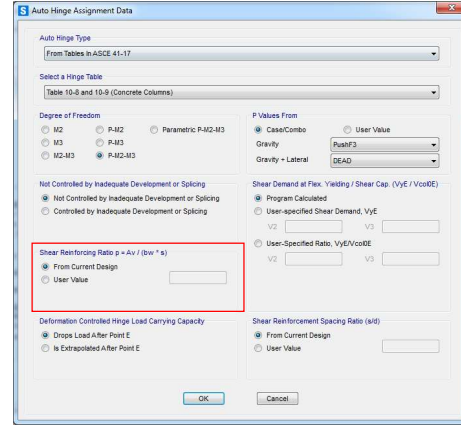 S Auto Hinge Assignment Data
Auto Hinge Type
From Tables In ASCE 41-17
Select a Hinge Table
Table 10-8 and 10-9 (Concrete Columns)
Degree of Freedom
M2
P-M2
Parametric P-M2-M3
M3
P-M3
M2-M3
P-M2-M3
P Values From
Case/Combo
User Value
Gravity
PushF3
Gravity + Lateral
DEAD
Not Controlled by Inadequate Development or Splicing
Not Controlled by Inadequate Development or Splicing
Controlled by Inadequate Development or Splicing
Shear Demand at Flex. Yielding / Shear Cap. (VyE / VcolOE)
Program Calculated
User-specified Shear Demand, VyE
V2
V3
User-Specified Ratio, VyE/VcolOE
V2
V3
Shear Reinforcing Ratio p = Av / (bw * s)
From Current Design
User Value
Deformation Controlled Hinge Load Carrying Capacity
Drops Load After Point E
Is Extrapolated After Point E
Shear Reinforcement Spacing Ratio (s/d)
From Current Design
User Value
OK
Cancel